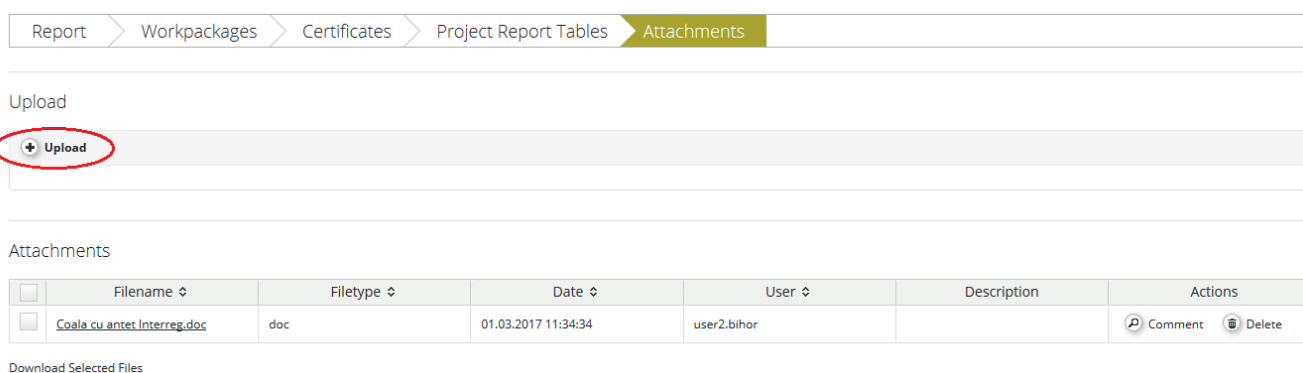 Report Workpackages Certificates Project Report Tables Attachments
Upload
Upload
Attachments
Filename Filetype Date User Description Actions
Coala cu antet Interreg.doc doc 01.03.2017 11:34:34 user2.bihor Comment Delete
Download Selected Files